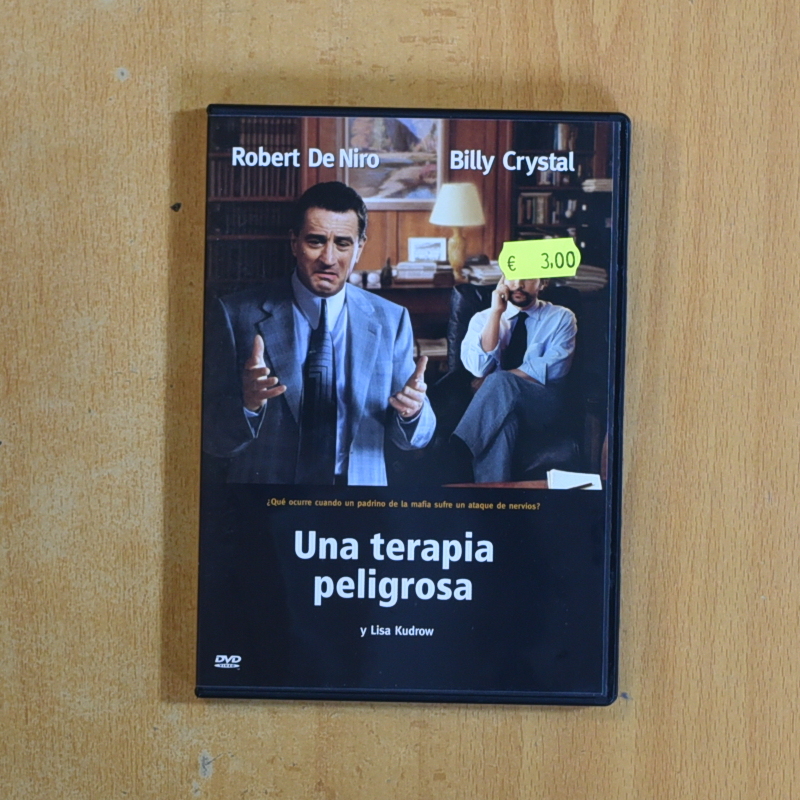 Robert De Niro
Billy Crystal
€ 3,00
¿Qué ocurre cuando un padrino de la mafia sufre un ataque de nervios?
Una terapia
peligrosa
y Lisa Kudrow
DVD
VIDEO